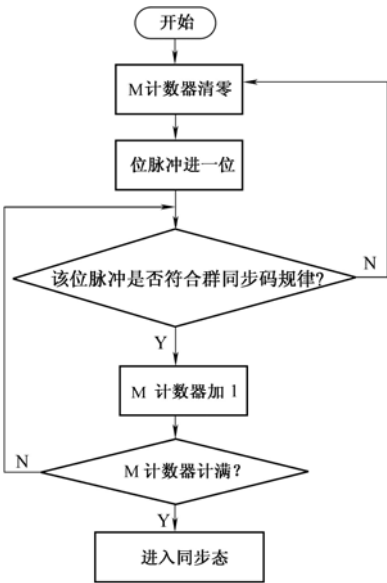 开始
M计数器清零
位脉冲进一位
该位脉冲是否符合群同步码规律?
N
Y
M 计数器加 1
N
M 计数器计满?
Y
进入同步态